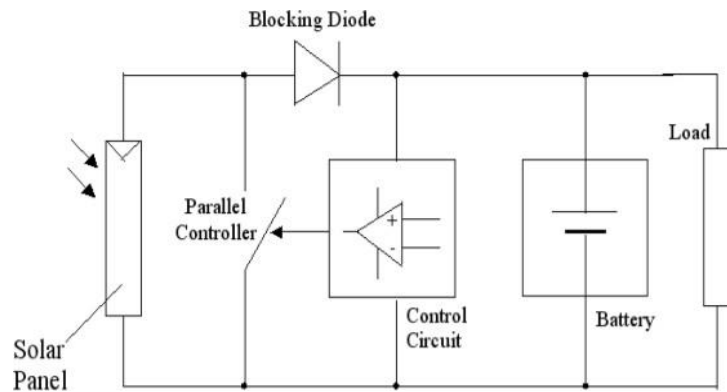 Blocking Diode
Load
Parallel
Controller
+
-
Control
Circuit
Battery
Solar
Panel